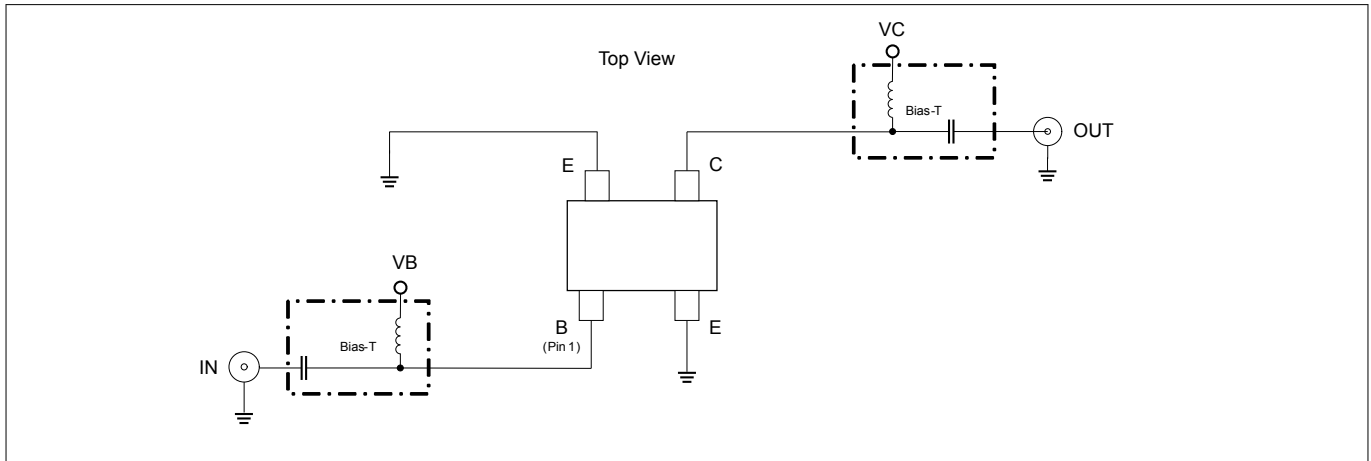 VC
Top View
Bias-T
OUT
E
C
VB
B
E
(Pin 1)
Bias-T
IN